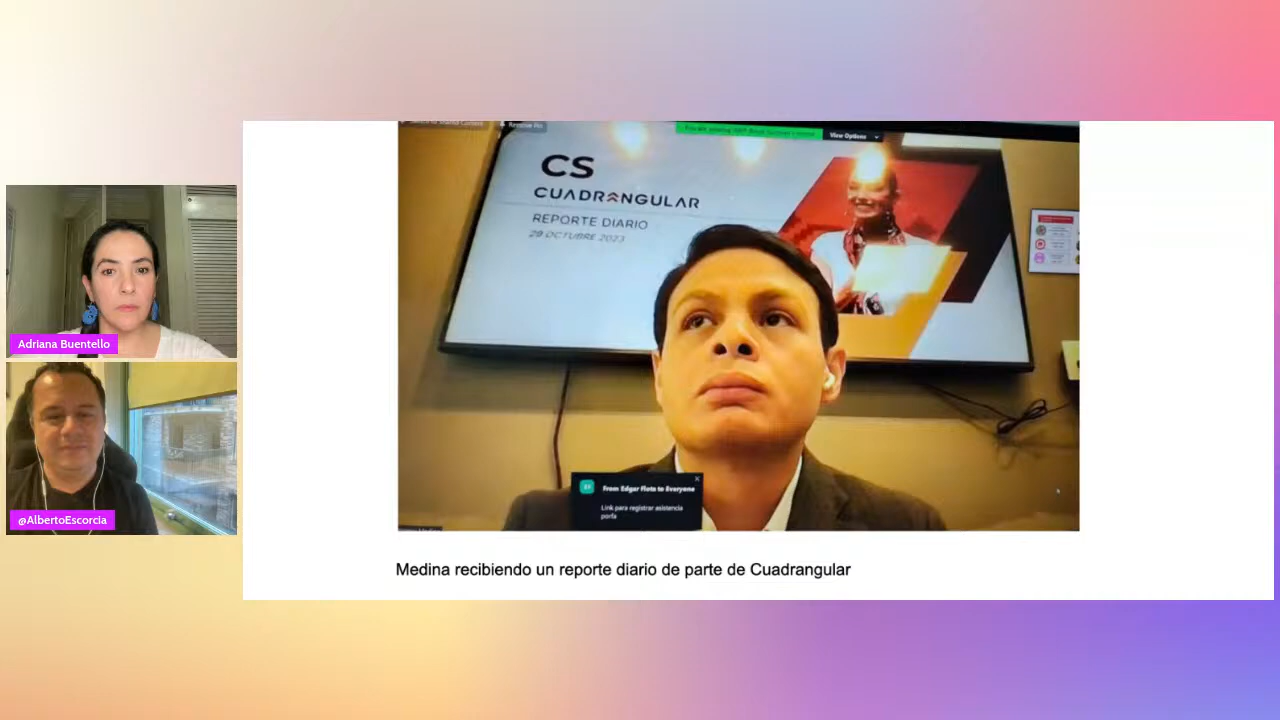 Adriana Buentello
@AlbertoEscorcia
View Options
CS
CUADRANGULAR
REPORTE DIARIO
29 OCTUBRE 2023
From Edgar Flota to Everyone
Link para registrar asistencia
porfa
Medina recibiendo un reporte diario de parte de Cuadrangular